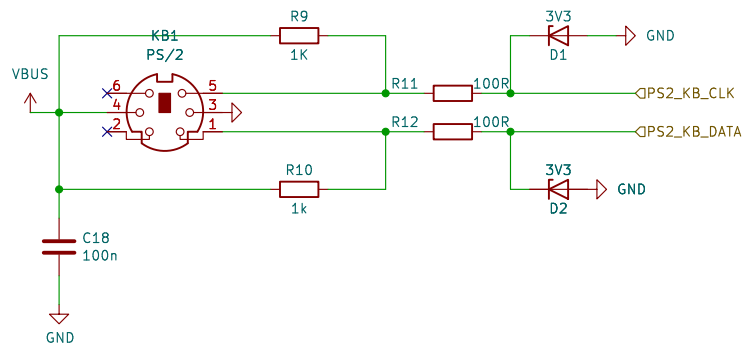 R9
1K
3V3
D1
GND
KB1
PS/2
VBUS
6
5
R11
100R
PS2_KB_CLK
4
3
2
1
R12
100R
PS2_KB_DATA
R10
1k
3V3
D2
GND
C18
100n
GND